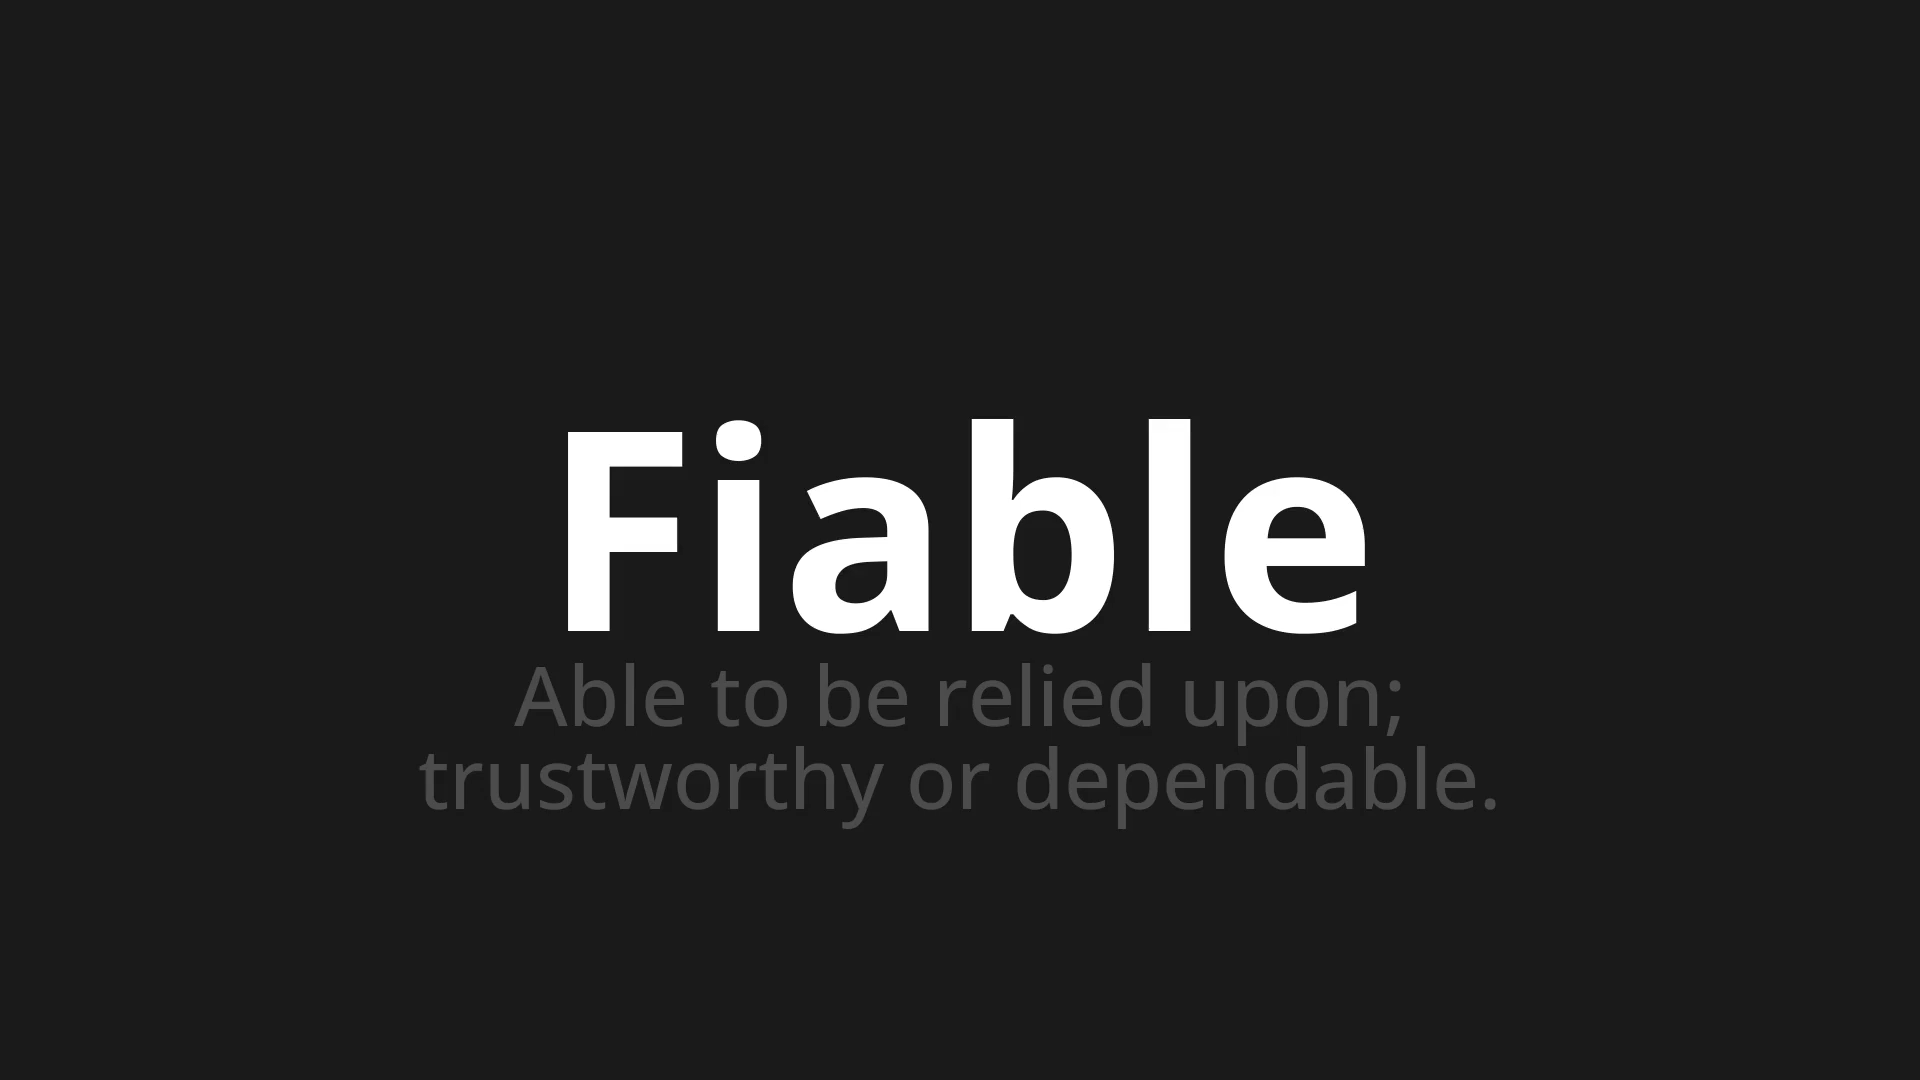 Fiable
Able to be relied upon;
trustworthy or dependable.